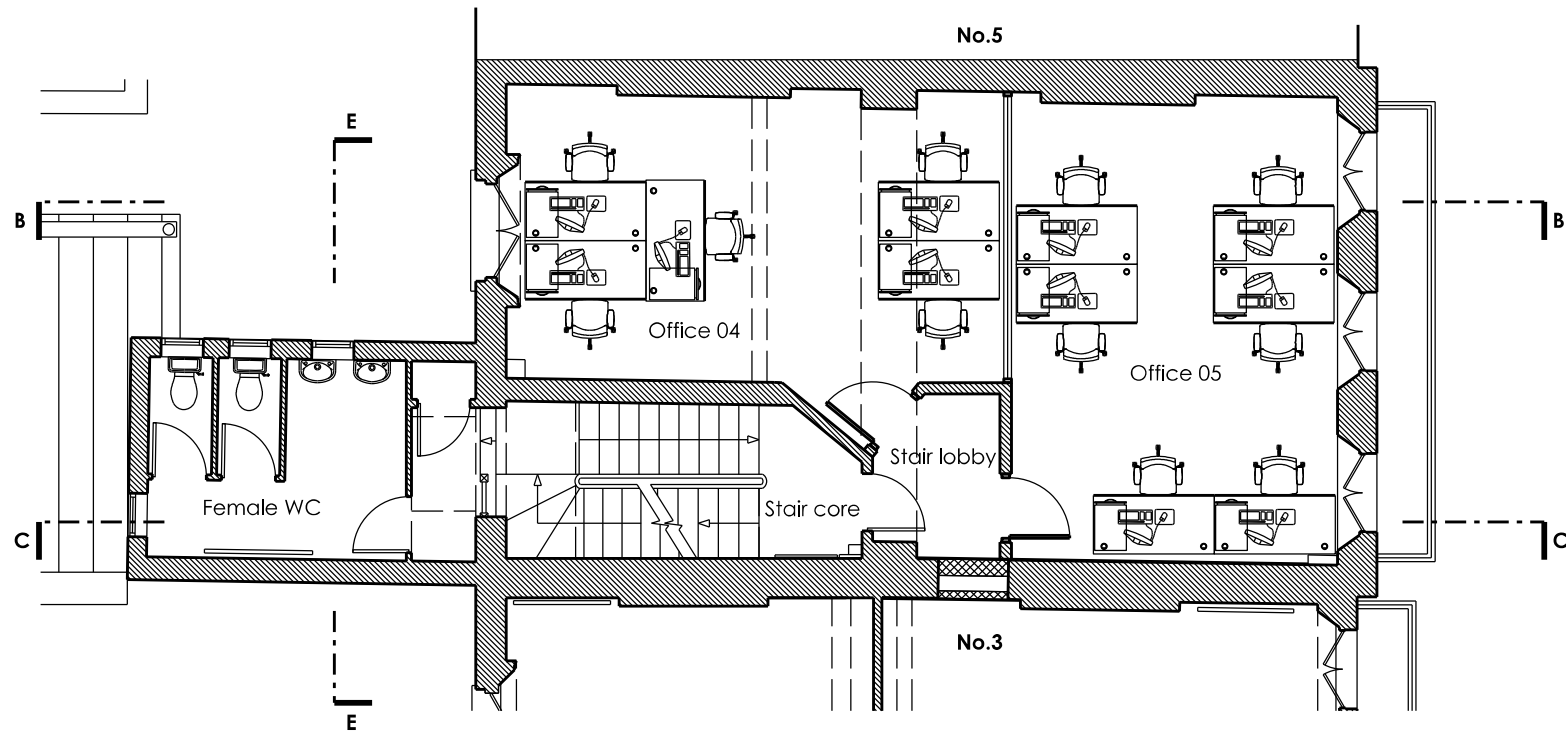 No.5
E
B
B
Office 04
Office 05
Stair lobby
Female WC
Stair core
C
C
No.3
E